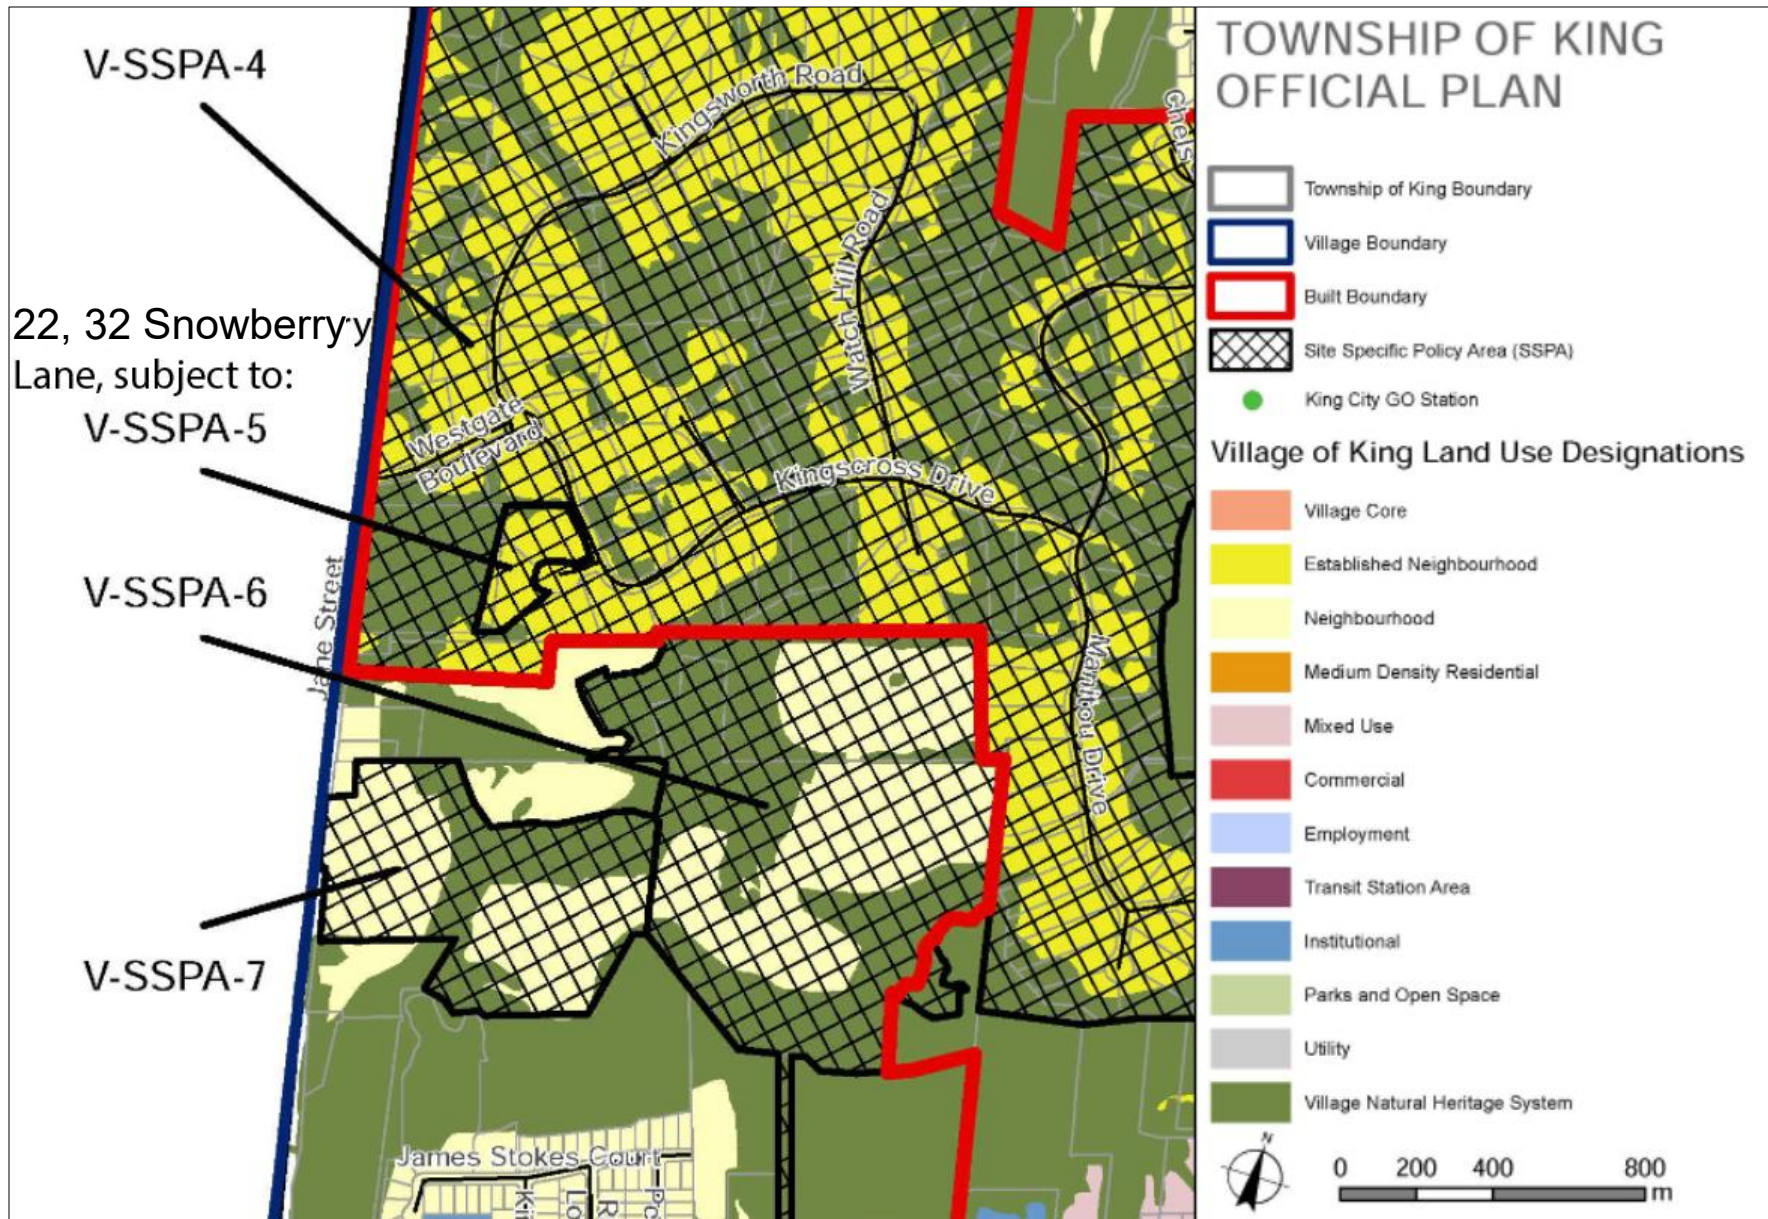 V-SSPA-4
22, 32 Snowberry y
Lane, subject to:
V-SSPA-5
V-SSPA-6
V-SSPA-7
Kingsworth Road
Watch Hill Road
Westgate
Boulevard
Kingscross Drive
Jane Street
Manitou Drive
James Stokes Court
Chels
TOWNSHIP OF KING
OFFICIAL PLAN
Township of King Boundary
Village Boundary
Built Boundary
Site Specific Policy Area (SSPA)
King City GO Station
Village of King Land Use Designations
Village Core
Established Neighbourhood
Neighbourhood
Medium Density Residential
Mixed Use
Commercial
Employment
Transit Station Area
Institutional
Parks and Open Space
Utility
Village Natural Heritage System
N
0 200 400 800
m